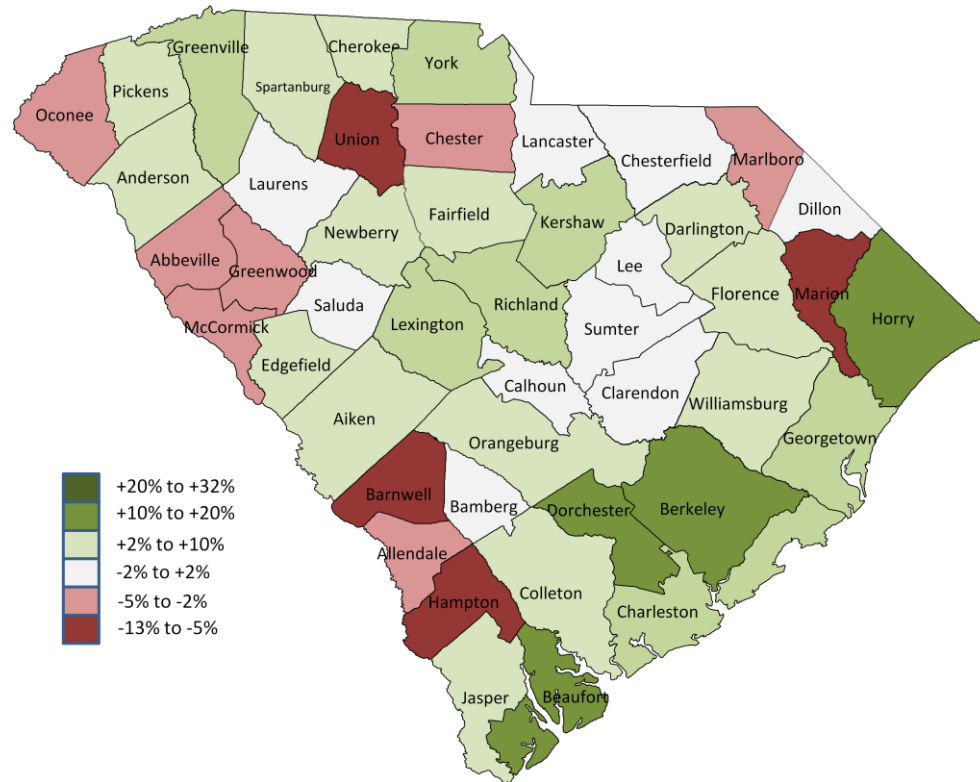 Greenville
Cherokee
York
Pickens
Spartanburg
Oconee
Union
Chester
Lancaster
Chesterfield
Marlboro
Anderson
Laurens
Dillon
Fairfield
Kershaw
Newberry
Darlington
Abbeville
Greenwood
Lee
Saluda
Richland
Florence
Marion
McCormick
Lexington
Sumter
Horry
Edgefield
Calhoun
Clarendon
Williamsburg
Aiken
Orangeburg
Georgetown
Barnwell
Bamberg
Dorchester
Berkeley
Allendale
Hampton
Colleton
Charleston
Jasper
Beaufort
+20% to +32%
+10% to +20%
+2% to +10%
-2% to +2%
-5% to -2%
-13% to -5%